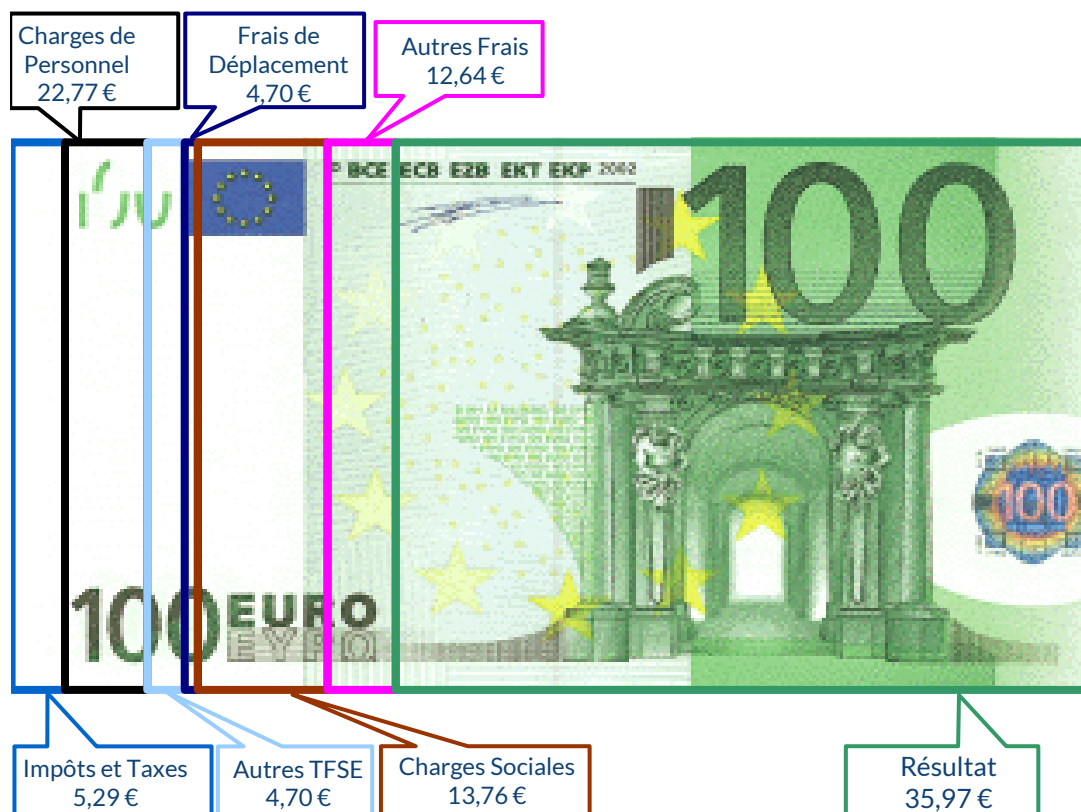 Charges de
Personnel
22,77 €
Frais de
Déplacement
4,70 €
Autres Frais
12,64 €
BCE ECB EZB EKT EKP 2002
100
100
100 EURO
ΕΥΡΩ
Impôts et Taxes
5,29 €
Autres TFSE
4,70 €
Charges Sociales
13,76 €
Résultat
35,97 €